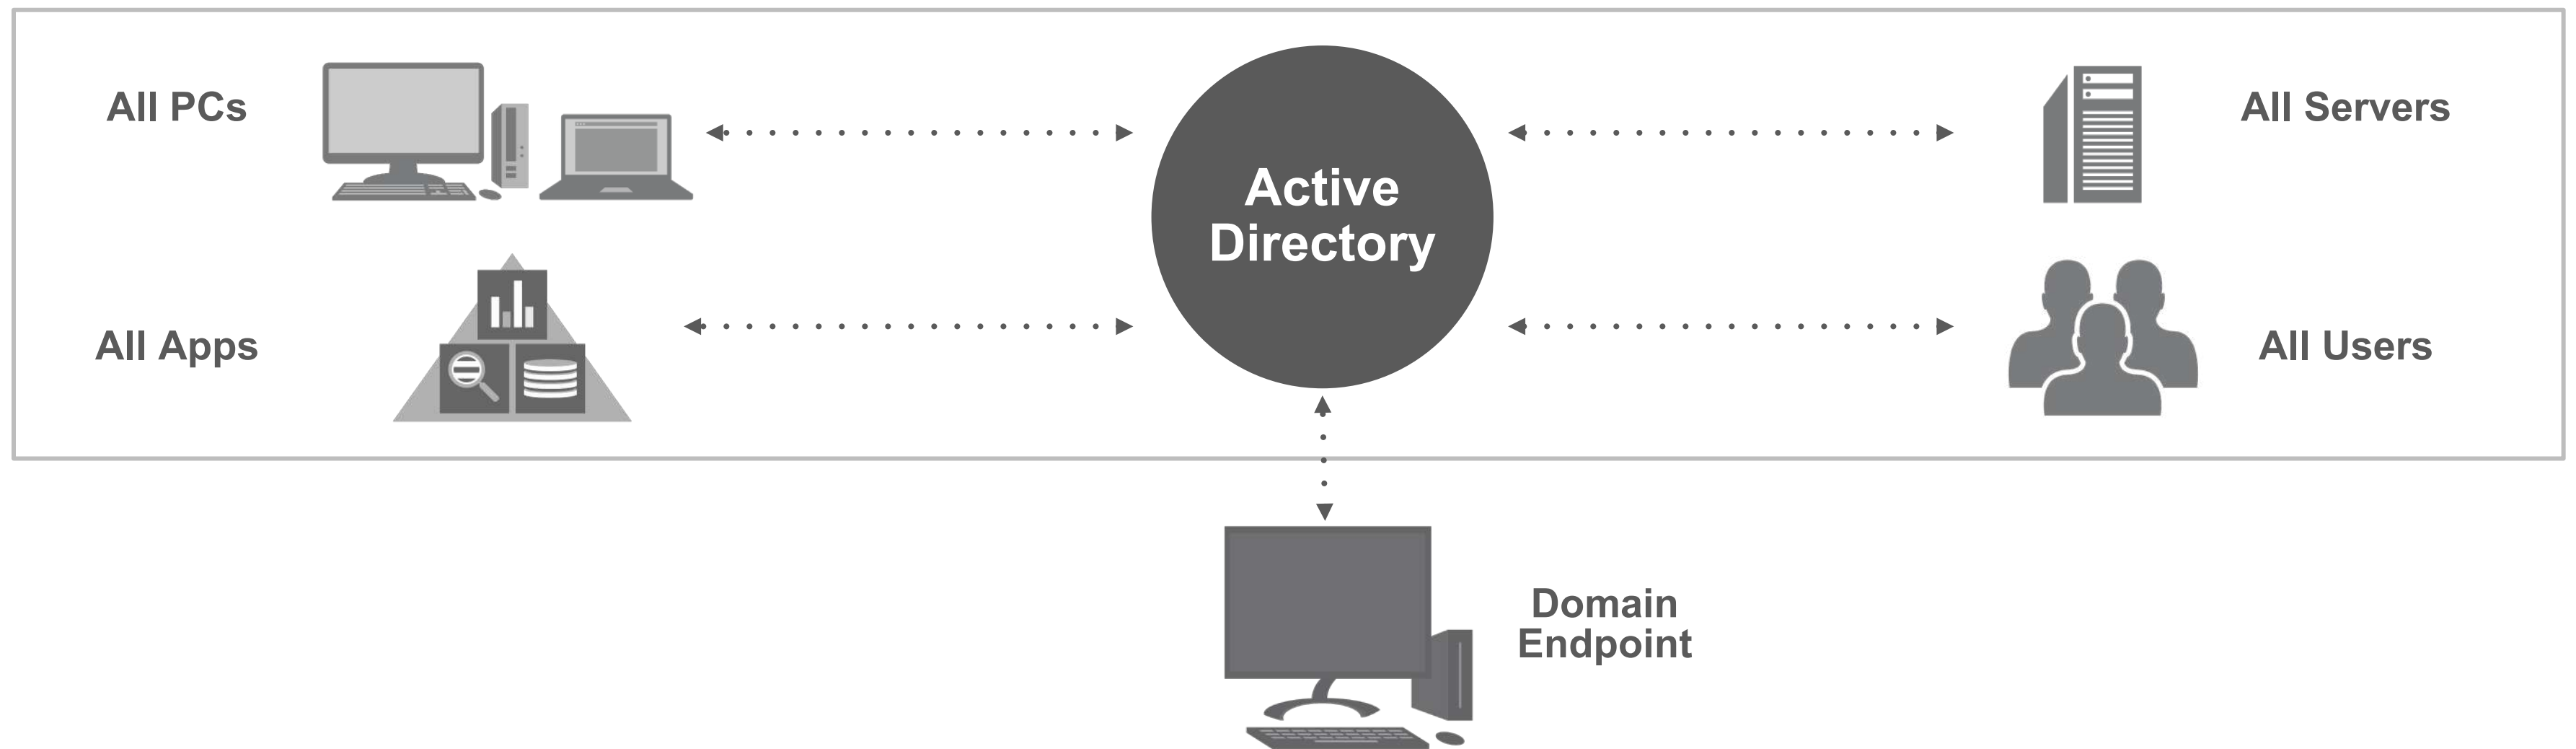 All PCs
All Apps
Active
Directory
All Servers
All Users
Domain
Endpoint